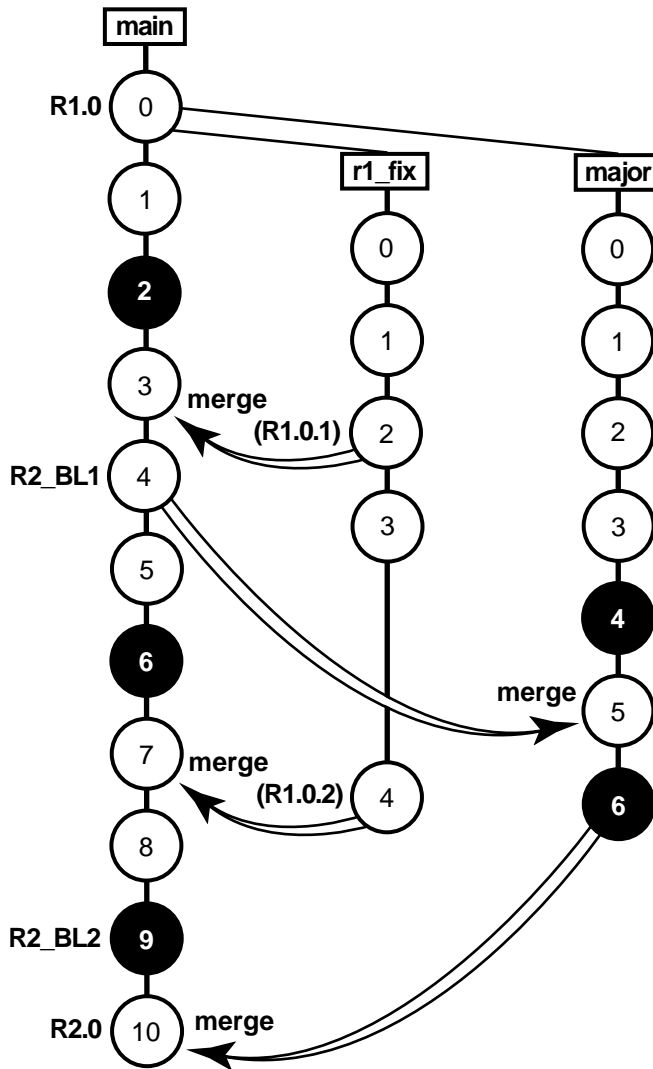 main
R1.0 0
r1_fix major
1
0 0
2
1 1
3 merge
(R1.0.1) 2 2
R2_BL1 4
3 3
5
4
6
merge 5
7 merge
(R1.0.2) 4 6
8
R2_BL2 9
R2.0 10 merge